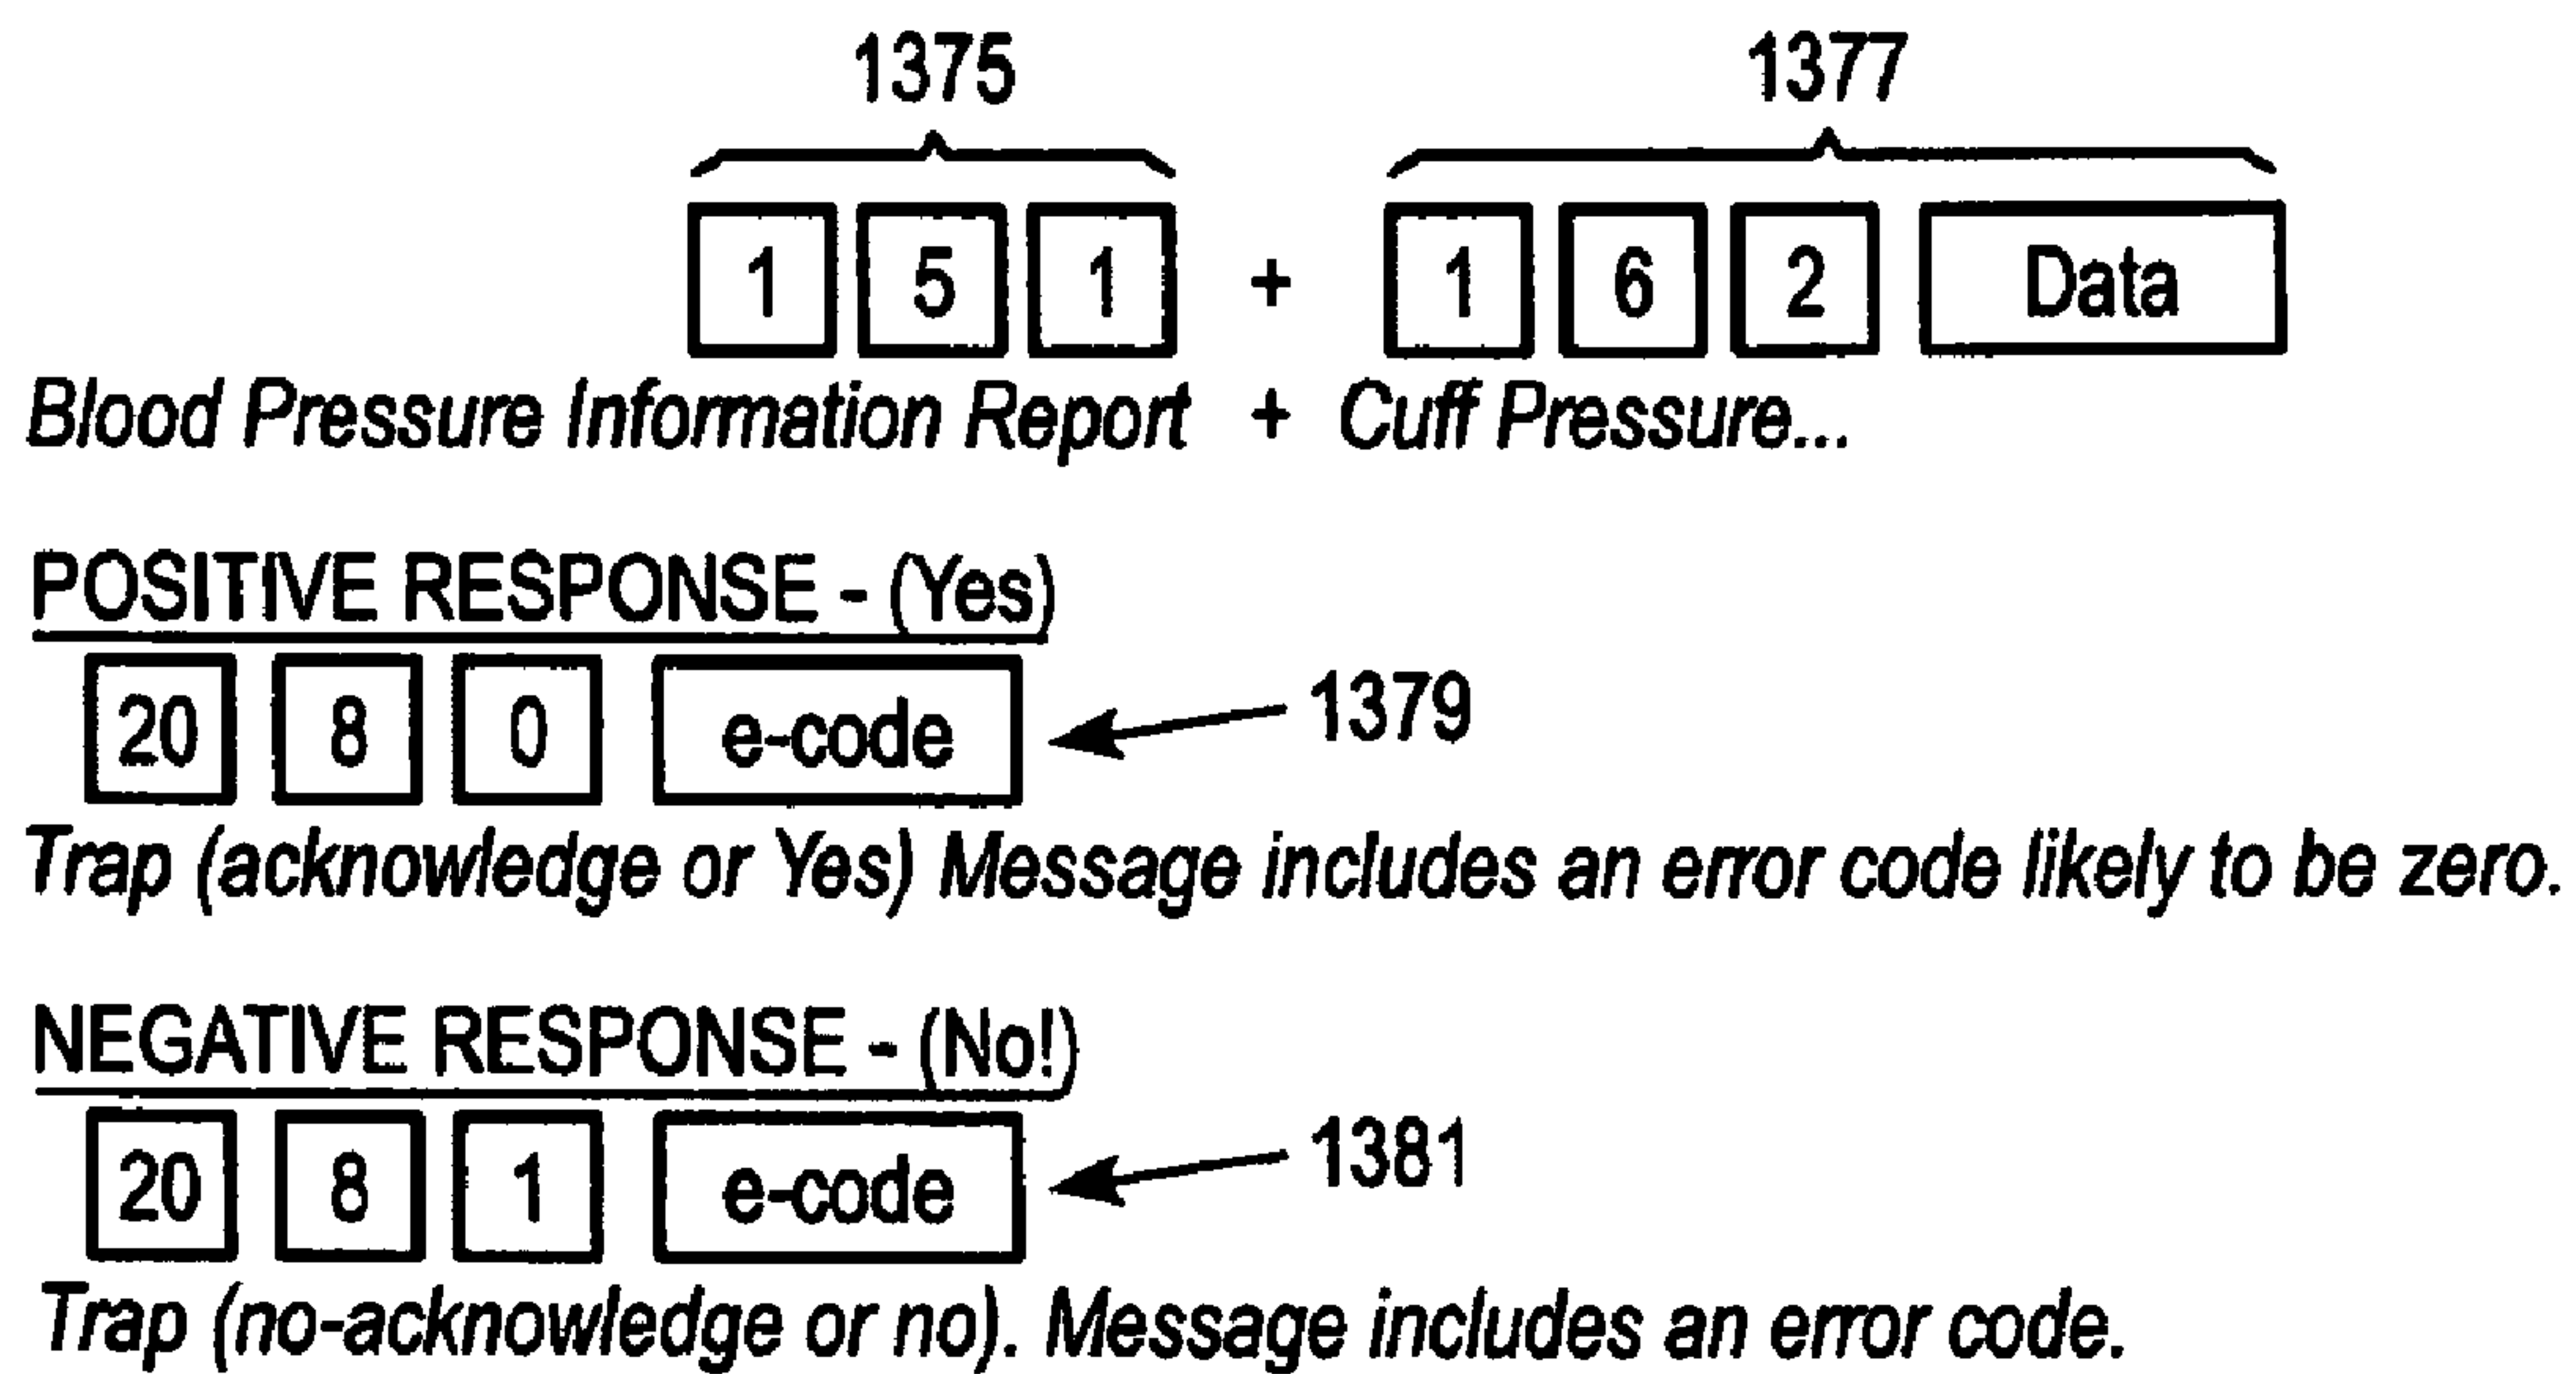 1375 1377
1 5 1 + 1 6 2 Data
Blood Pressure Information Report + Cuff Pressure...
POSITIVE RESPONSE - (Yes)
20 8 0 e-code 1379
Trap (acknowledge or Yes) Message includes an error code likely to be zero.
NEGATIVE RESPONSE - (No!)
20 8 1 e-code 1381
Trap (no-acknowledge or no). Message includes an error code.